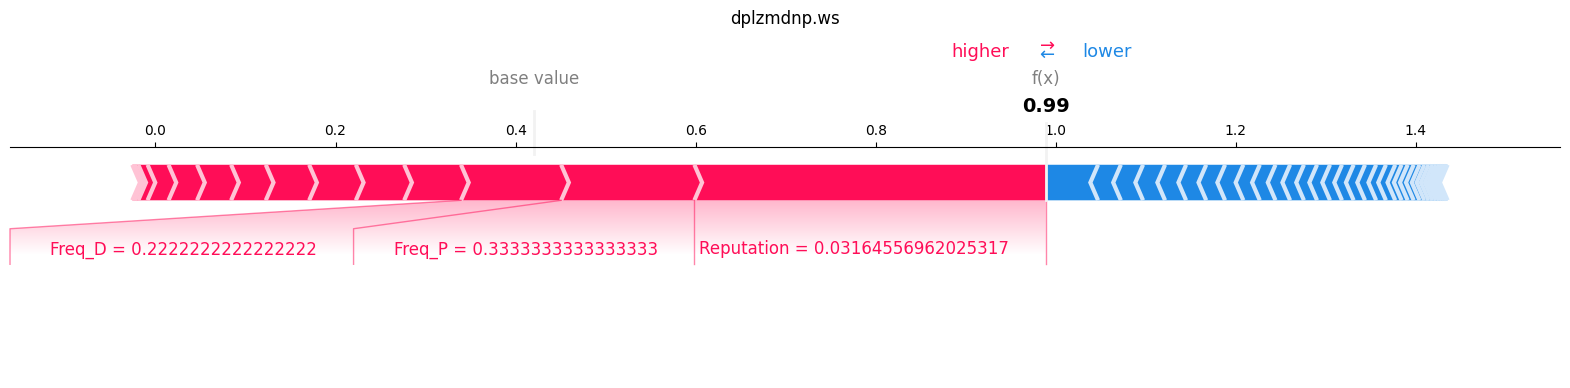 dplzmdnp.ws
higher ⇄ lower
base value f(x)
0.99
0.0 0.2 0.4 0.6 0.8 1.0 1.2 1.4
Freq_D = 0.2222222222222222 Freq_P = 0.3333333333333333 Reputation = 0.03164556962025317